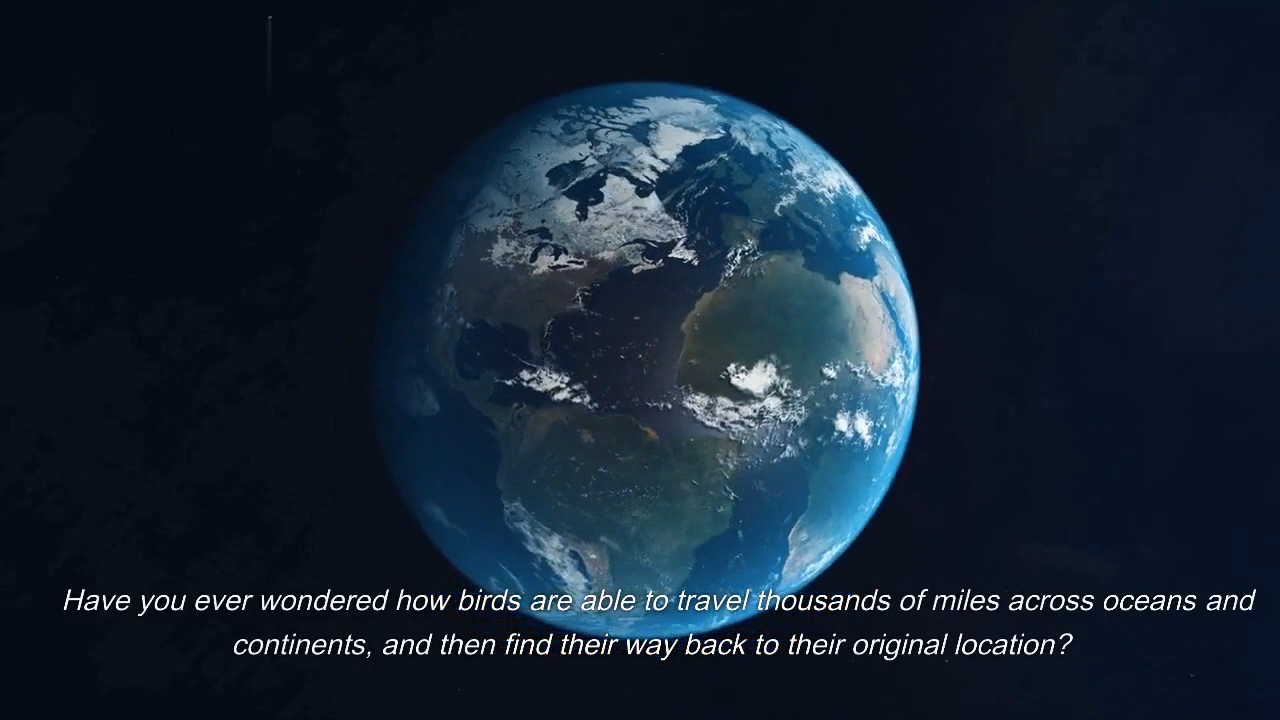 Have you ever wondered how birds are able to travel thousands of miles across oceans and
continents, and then find their way back to their original location?